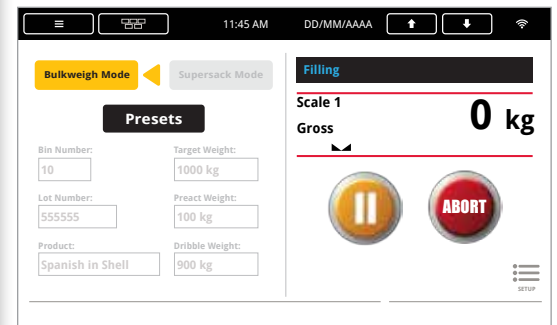 11:45 AM DD/MM/AAAA
Bulkweigh Mode Supersack Mode
Presets
Bin Number: Target Weight:
10 1000 kg
Lot Number: Preact Weight:
555555 100 kg
Product: Dribble Weight:
Spanish in Shell 900 kg
Filling
Scale 1
Gross
0 kg
ABORT
SETUP